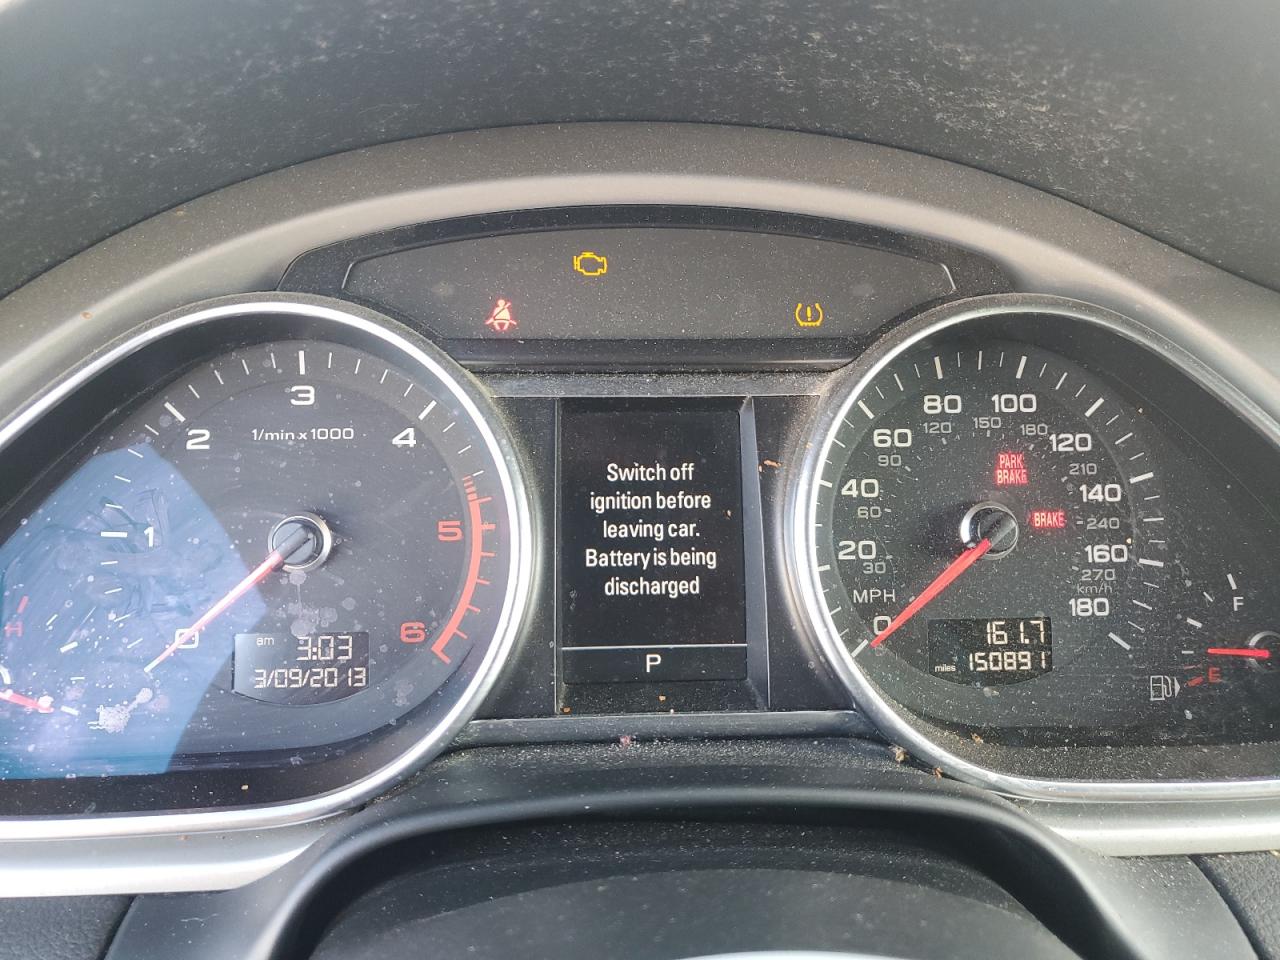 Switch off
ignition before
leaving car.
Battery is being
discharged
P
0
1
2
3
4
5
6
1/min x 1000
H
am 3:03
3/09/2013
0
20
40
60
80
100
120
140
160
180
30
60
90
120
150
180
210
240
270
km/h
MPH
PARK
BRAKE
BRAKE
161.7
miles 150891
F
E